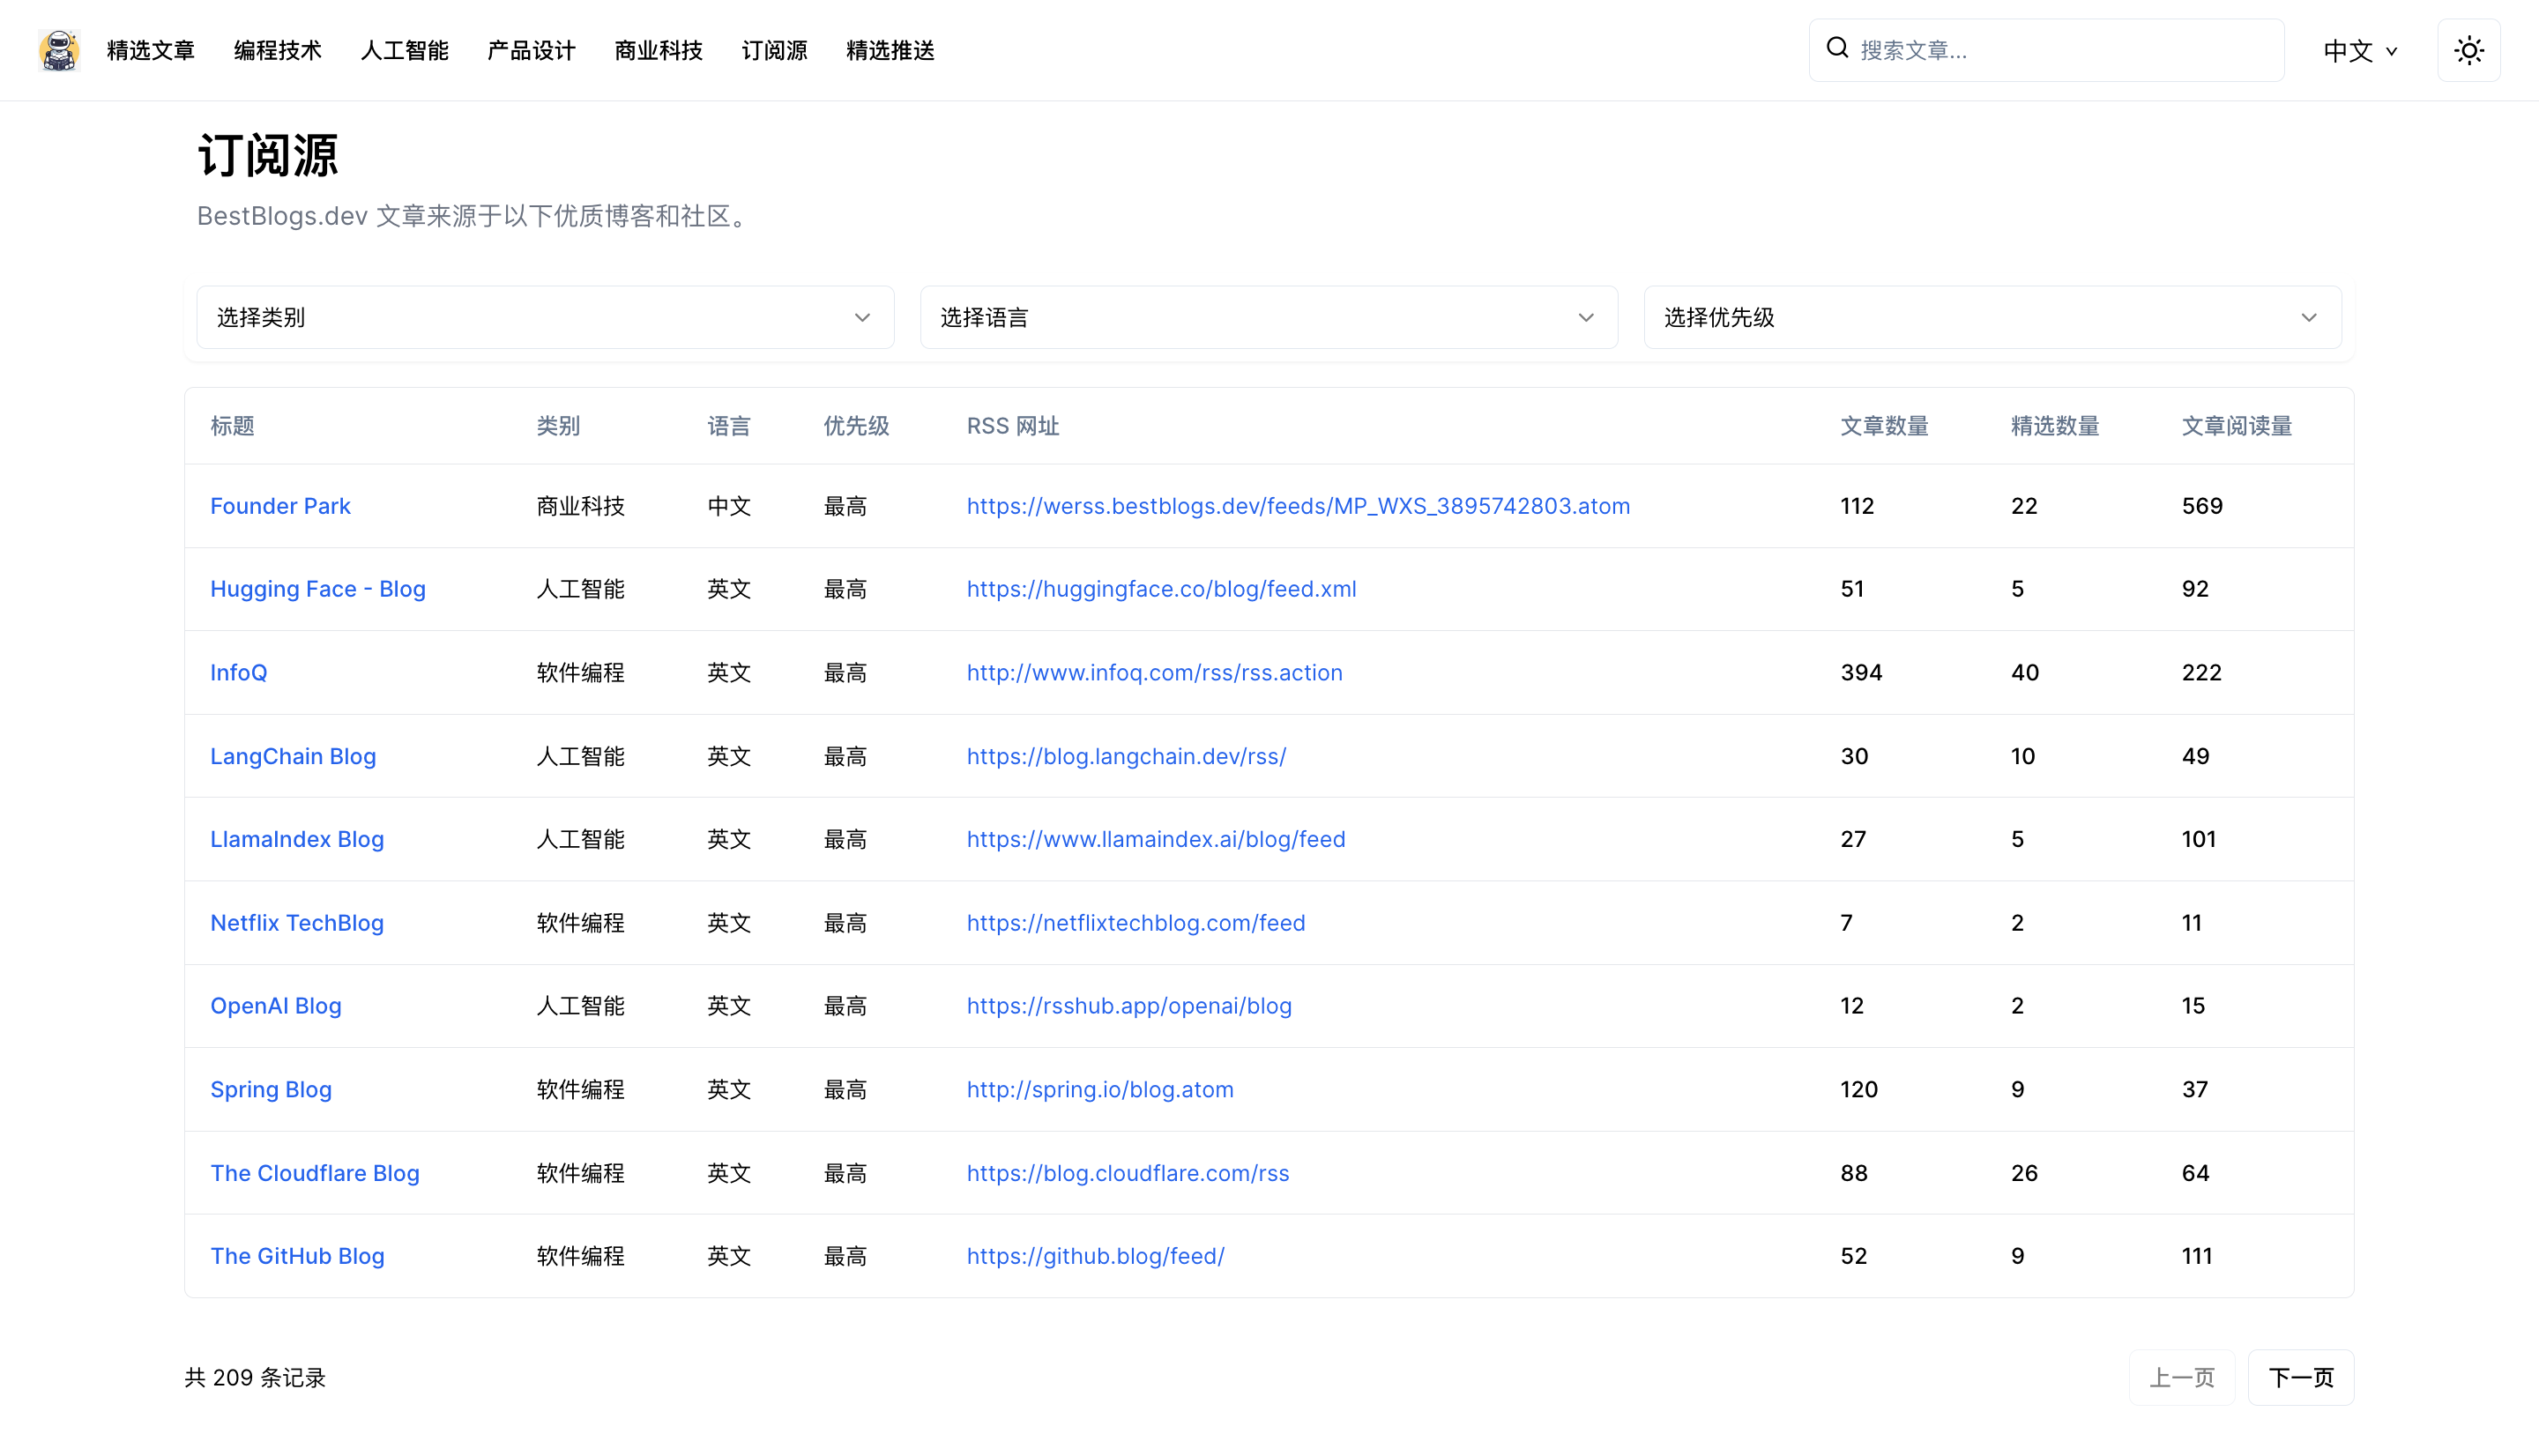 精选文章 编程技术 人工智能 产品设计 商业科技 订阅源 精选推送 搜索文章... 中文
订阅源
BestBlogs.dev 文章来源于以下优质博客和社区。
选择类别 选择语言 选择优先级
标题 类别 语言 优先级 RSS 网址 文章数量 精选数量 文章阅读量
Founder Park 商业科技 中文 最高 https://werss.bestblogs.dev/feeds/MP_WXS_3895742803.atom 112 22 569
Hugging Face - Blog 人工智能 英文 最高 https://huggingface.co/blog/feed.xml 51 5 92
InfoQ 软件编程 英文 最高 http://www.infoq.com/rss/rss.action 394 40 222
LangChain Blog 人工智能 英文 最高 https://blog.langchain.dev/rss/ 30 10 49
LlamaIndex Blog 人工智能 英文 最高 https://www.llamaindex.ai/blog/feed 27 5 101
Netflix TechBlog 软件编程 英文 最高 https://netflixtechblog.com/feed 7 2 11
OpenAI Blog 人工智能 英文 最高 https://rsshub.app/openai/blog 12 2 15
Spring Blog 软件编程 英文 最高 http://spring.io/blog.atom 120 9 37
The Cloudflare Blog 软件编程 英文 最高 https://blog.cloudflare.com/rss 88 26 64
The GitHub Blog 软件编程 英文 最高 https://github.blog/feed/ 52 9 111
共 209 条记录 上一页 下一页